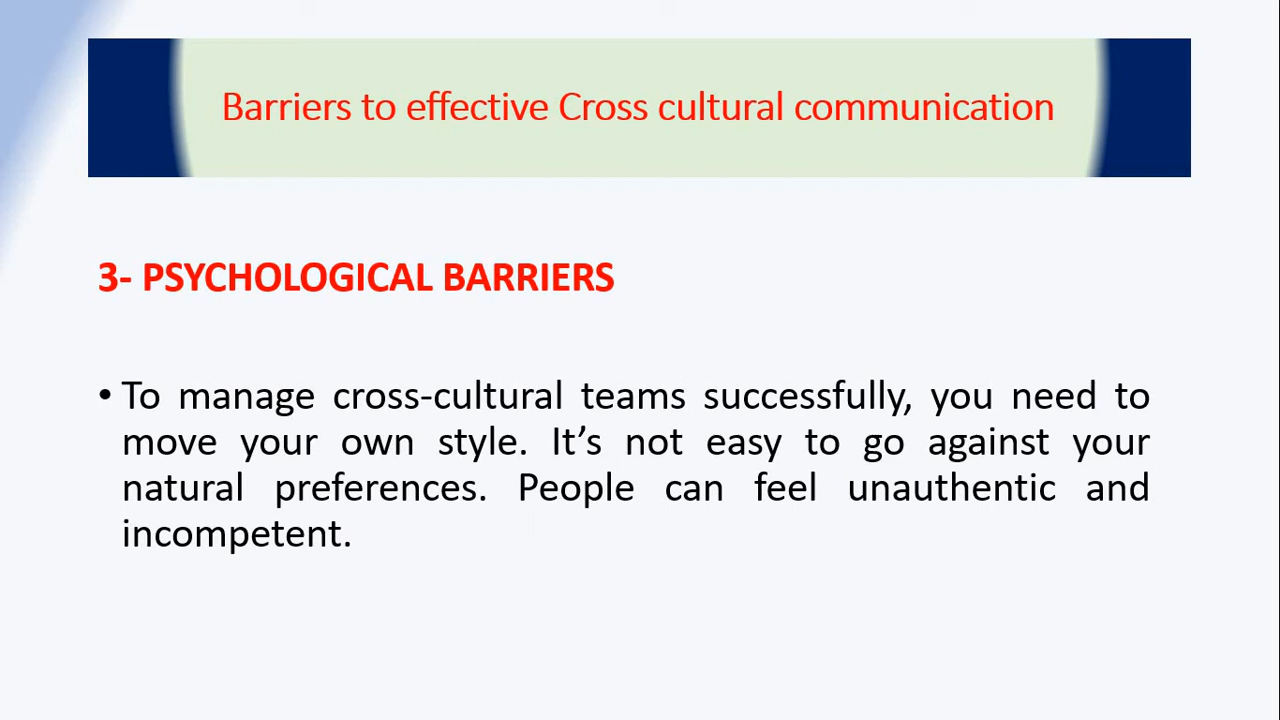 Barriers to effective Cross cultural communication
3- PSYCHOLOGICAL BARRIERS
• To manage cross-cultural teams successfully, you need to
move your own style. It’s not easy to go against your
natural preferences. People can feel unauthentic and
incompetent.